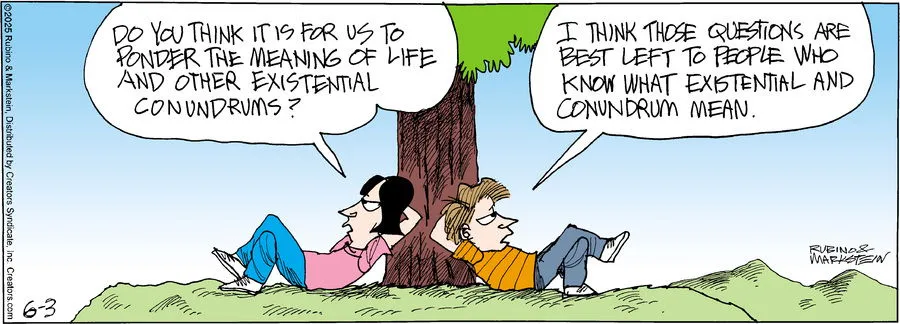 ©2025 Rubino & Markstein, Distributed by Creators Syndicate, Inc. Creators.com
DO YOU THINK IT IS FOR US TO
PONDER THE MEANING OF LIFE
AND OTHER EXISTENTIAL
CONUNDRUMS?
I THINK THOSE QUESTIONS ARE
BEST LEFT TO PEOPLE WHO
KNOW WHAT EXISTENTIAL AND
CONUNDRUM MEAN.
RUBINO &
MARKSTEIN
6-3